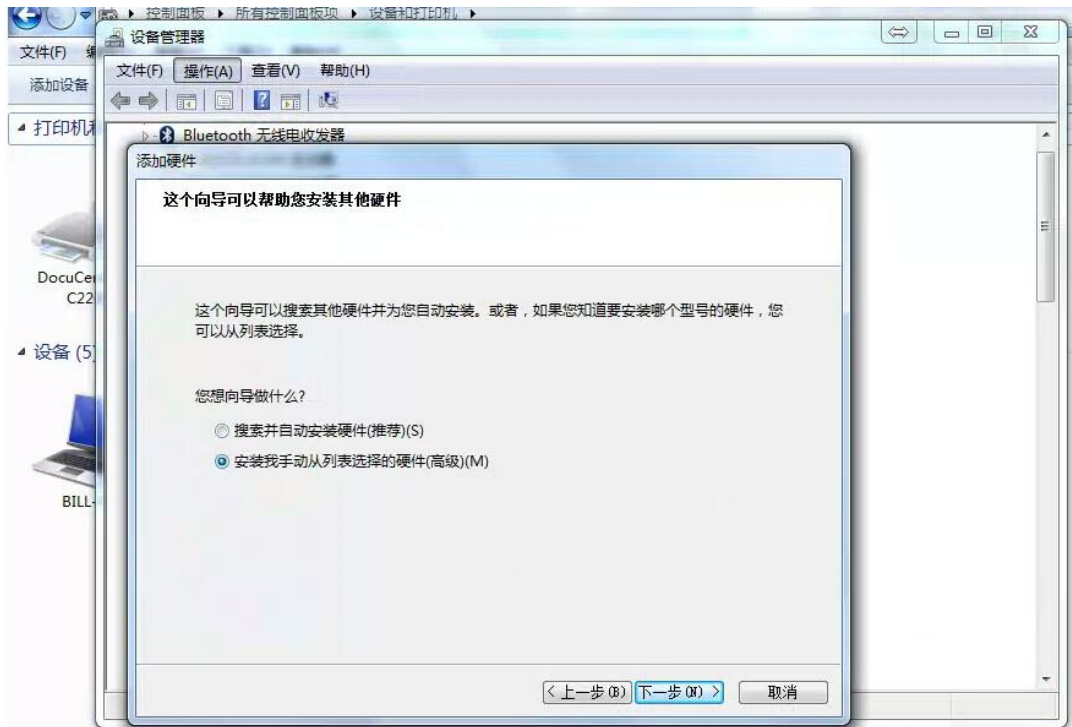 控制面板 ▸ 所有控制面板项 ▸ 设备和打印机 ▸
设备管理器
文件(F)
文件(F) 操作(A) 查看(V) 帮助(H)
添加设备
打印机
Bluetooth 无线电收发器
添加硬件
这个向导可以帮助您安装其他硬件
DocuCe
C22
这个向导可以搜索其他硬件并为您自动安装。或者，如果您知道要安装哪个型号的硬件，您
可以从列表选择。
设备 (5)
您想向导做什么?
搜索并自动安装硬件(推荐)(S)
安装我手动从列表选择的硬件(高级)(M)
BILL-
< 上一步(B) 下一步(N) > 取消